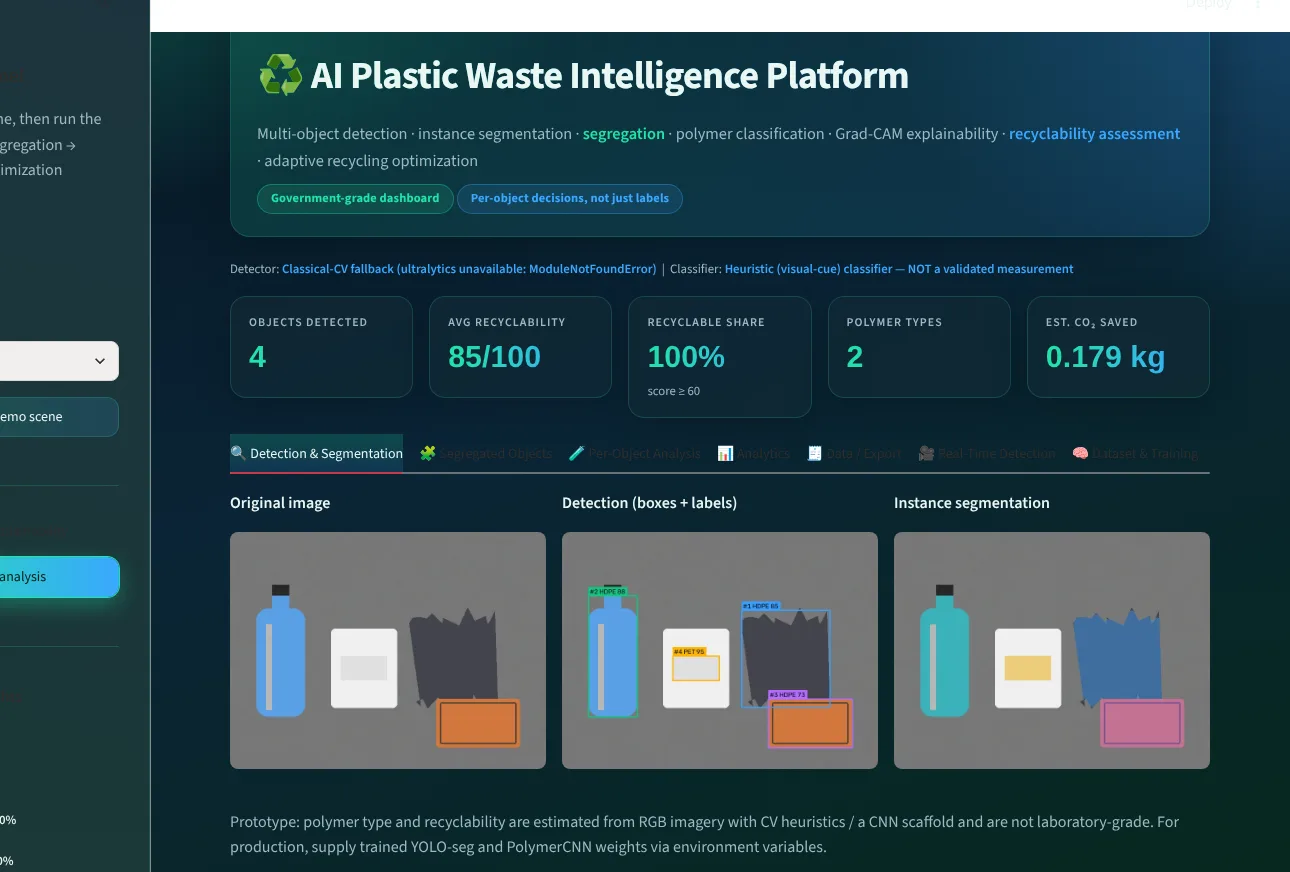 Deploy
ne, then run the
gregation →
imization
emo scene
analysis
0%
0%
♻️ AI Plastic Waste Intelligence Platform
Multi-object detection · instance segmentation · segregation · polymer classification · Grad-CAM explainability · recyclability assessment
· adaptive recycling optimization
Government-grade dashboard
Per-object decisions, not just labels
Detector: Classical-CV fallback (ultralytics unavailable: ModuleNotFoundError) | Classifier: Heuristic (visual-cue) classifier — NOT a validated measurement
OBJECTS DETECTED
4
AVG RECYCLABILITY
85/100
RECYCLABLE SHARE
100%
score ≥ 60
POLYMER TYPES
2
EST. CO₂ SAVED
0.179 kg
🔍 Detection & Segmentation
🧩 Segregated Objects
🧪 Per-Object Analysis
📊 Analytics
🧾 Data / Export
🎥 Real-Time Detection
🧠 Dataset & Training
Original image
Detection (boxes + labels)
Instance segmentation
#2 HDPE 88
#1 HDPE 85
#4 PET 95
#3 HDPE 73
Prototype: polymer type and recyclability are estimated from RGB imagery with CV heuristics / a CNN scaffold and are not laboratory-grade. For
production, supply trained YOLO-seg and PolymerCNN weights via environment variables.